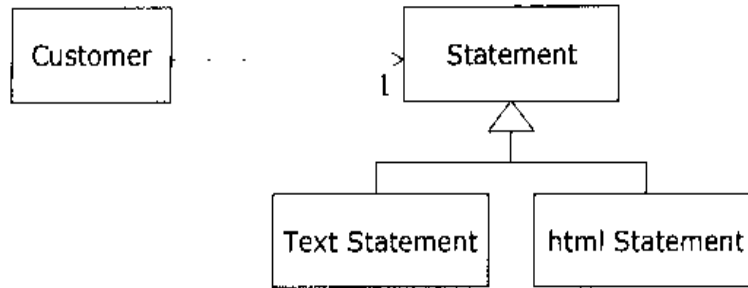 Customer
Statement
1
Text Statement
html Statement